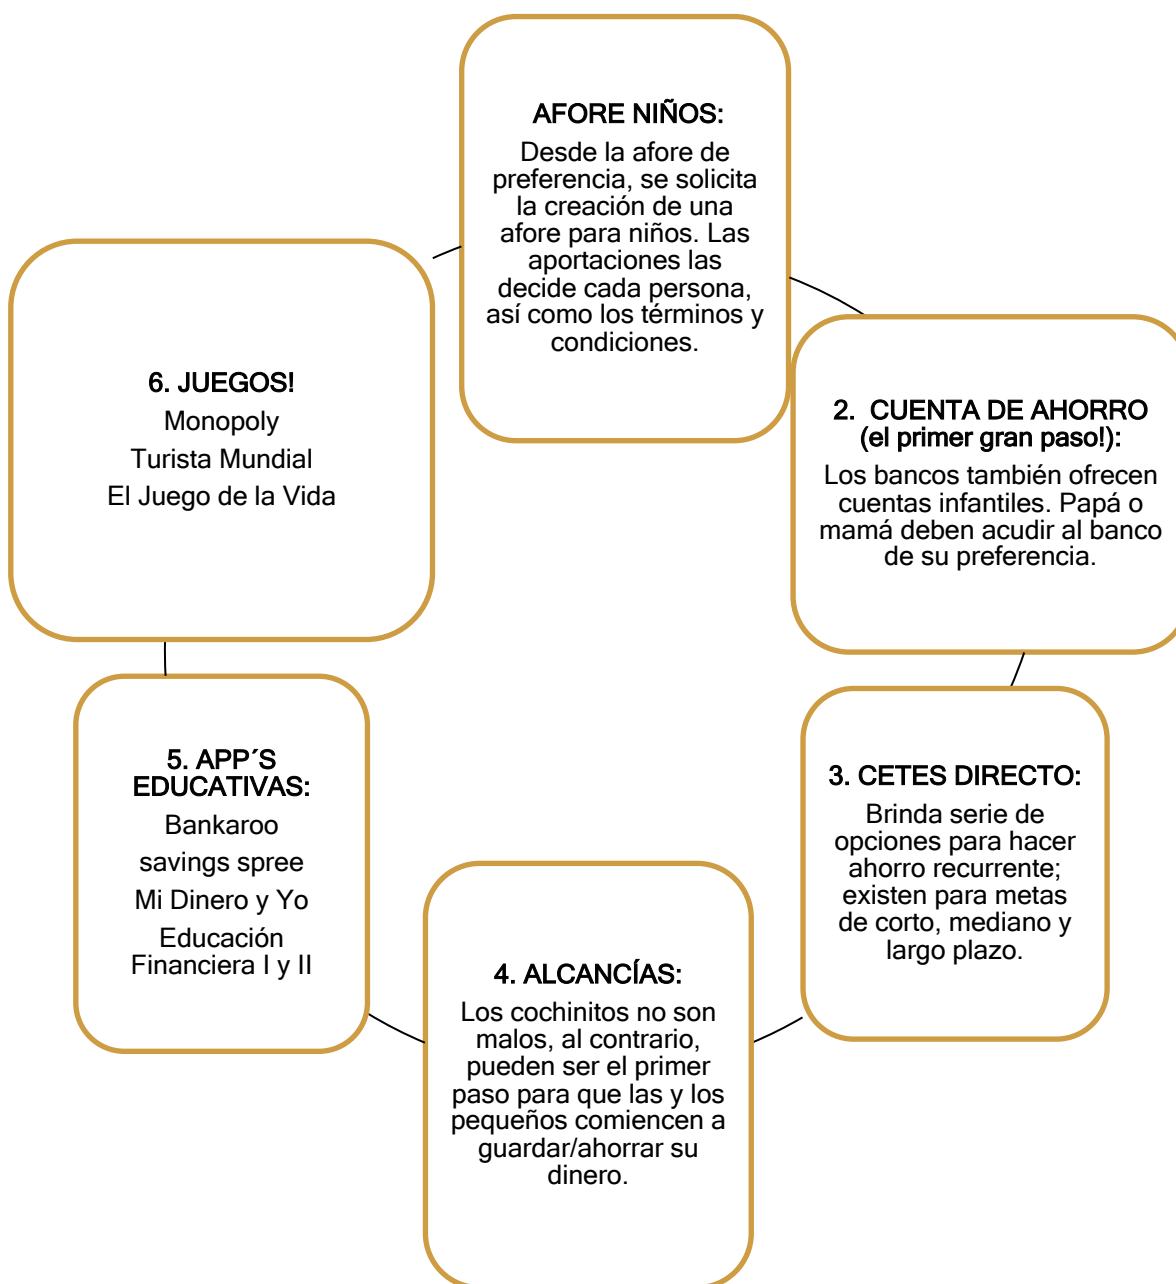 AFORE NIÑOS:
Desde la afore de
preferencia, se solicita
la creación de una
afore para niños. Las
aportaciones las
decide cada persona,
así como los términos y
condiciones.
2.  CUENTA DE AHORRO
(el primer gran paso!):
Los bancos también ofrecen
cuentas infantiles. Papá o
mamá deben acudir al banco
de su preferencia.
3. CETES DIRECTO:
Brinda serie de
opciones para hacer
ahorro recurrente;
existen para metas
de corto, mediano y
largo plazo.
4. ALCANCÍAS:
Los cochinitos no son
malos, al contrario,
pueden ser el primer
paso para que las y los
pequeños comiencen a
guardar/ahorrar su
dinero.
5. APP´S
EDUCATIVAS:
Bankaroo
savings spree
Mi Dinero y Yo
Educación
Financiera I y II
6. JUEGOS!
Monopoly
Turista Mundial
El Juego de la Vida